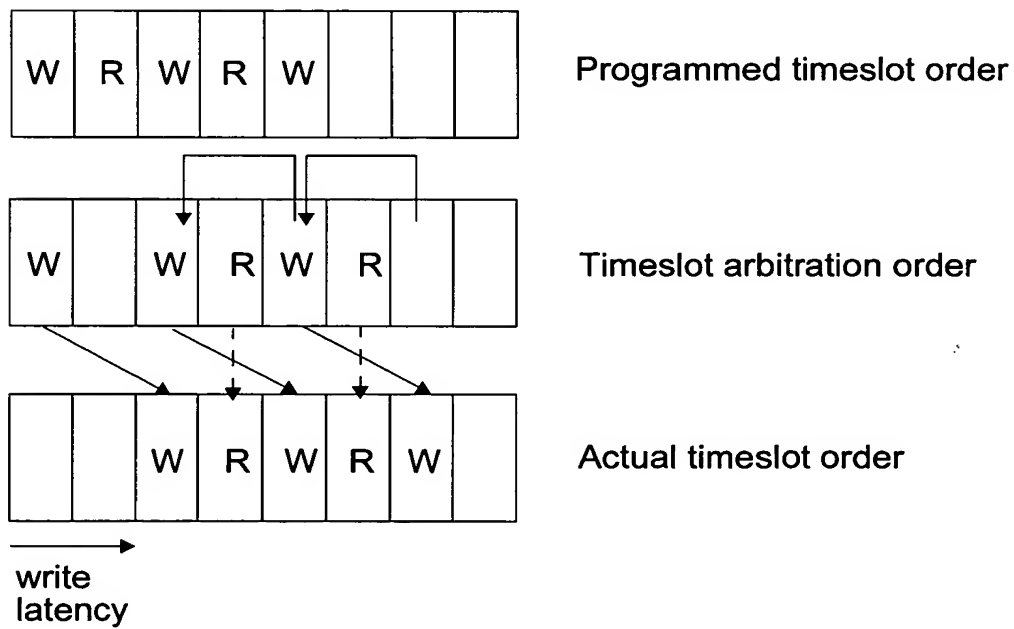 W R W R W
Programmed timeslot order
W W R W R
Timeslot arbitration order
W R W R W
Actual timeslot order
write
latency